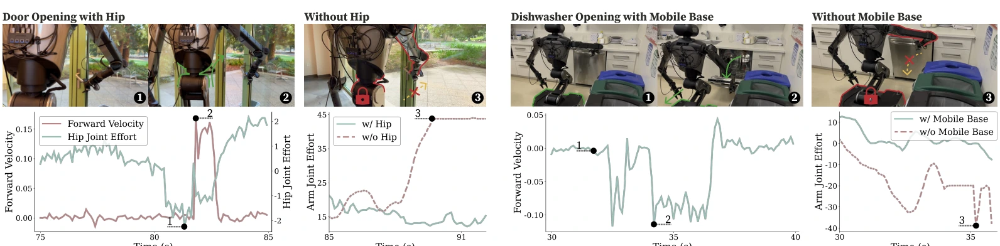 Door Opening with Hip
Without Hip
Dishwasher Opening with Mobile Base
Without Mobile Base
1
2
3
1
2
3
Forward Velocity
Hip Joint Effort
2
1
0.15
0.10
0.05
0.00
2
1
0
-1
-2
75
80
85
Time (s)
Forward Velocity
Hip Joint Effort
w/ Hip
w/o Hip
3
45
35
25
15
85
91
Time (s)
Arm Joint Effort
1
2
0.05
0.00
-0.05
-0.10
30
35
40
Time (s)
Forward Velocity
w/ Mobile Base
w/o Mobile Base
3
10
0
-10
-20
-30
-40
30
35
Time (s)
Arm Joint Effort